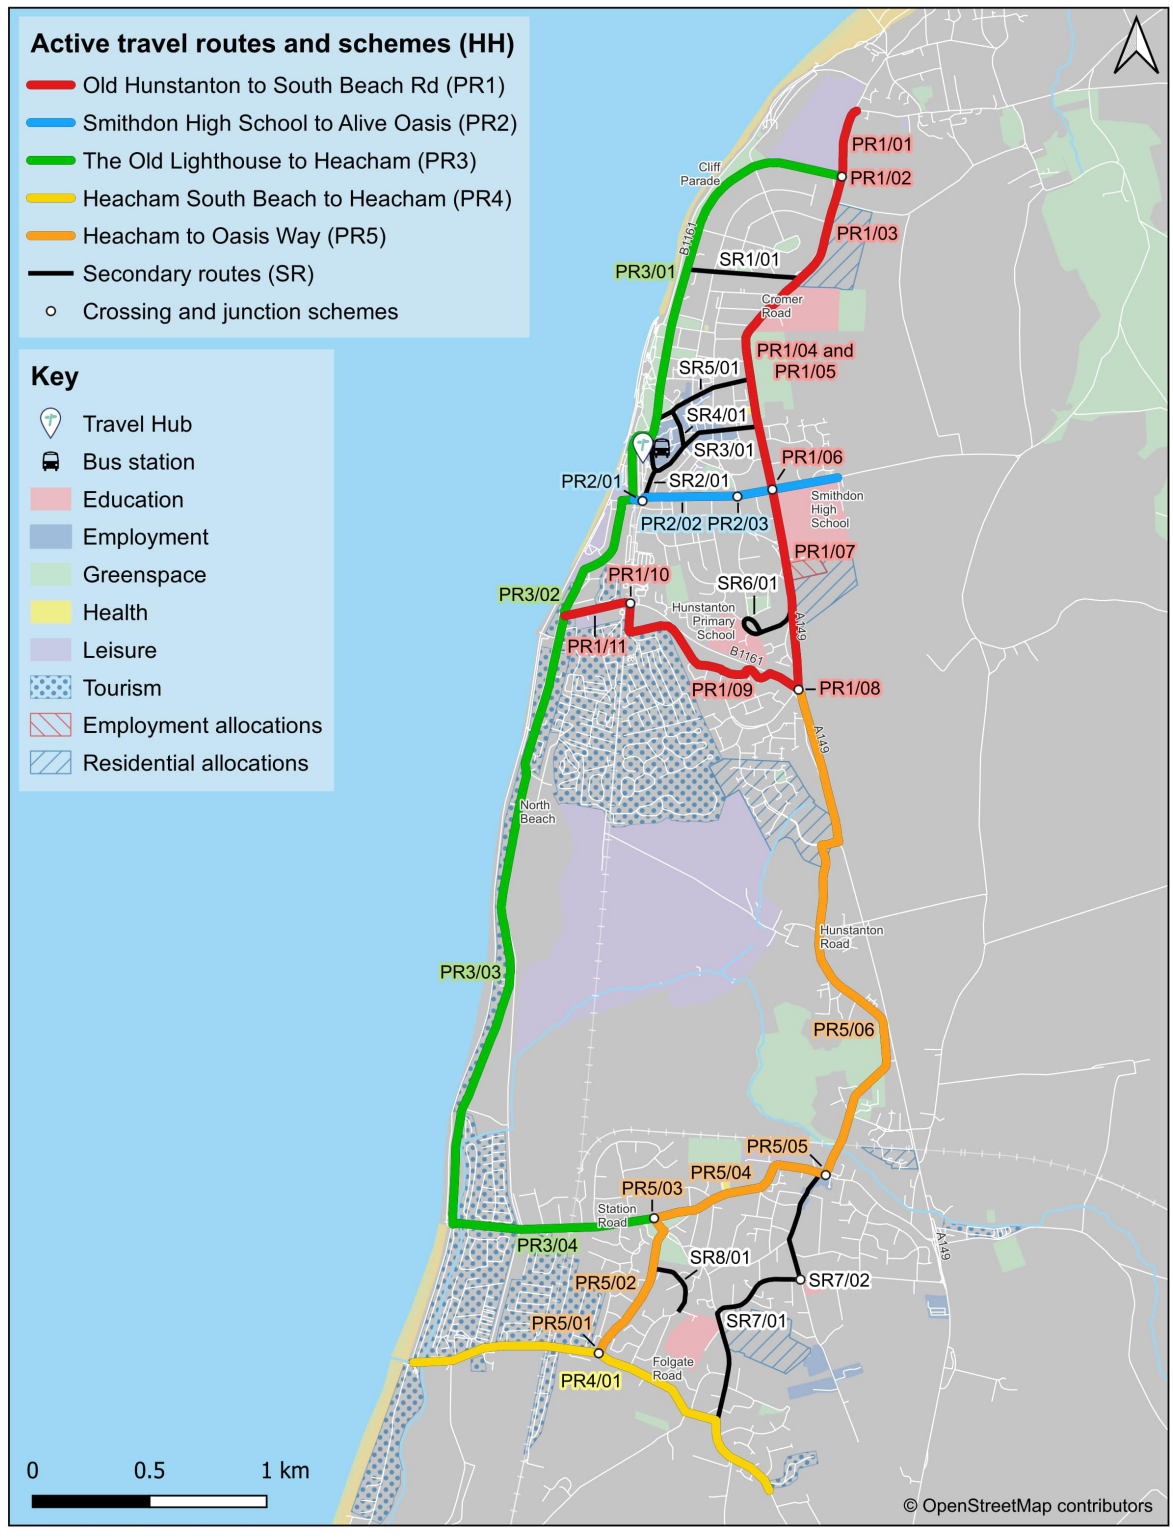 Active travel routes and schemes (HH)
Old Hunstanton to South Beach Rd (PR1)
Smithdon High School to Alive Oasis (PR2)
The Old Lighthouse to Heacham (PR3)
Heacham South Beach to Heacham (PR4)
Heacham to Oasis Way (PR5)
Secondary routes (SR)
Crossing and junction schemes
Key
Travel Hub
Bus station
Education
Employment
Greenspace
Health
Leisure
Tourism
Employment allocations
Residential allocations
PR1/01
Cliff
Parade
PR1/02
PR1/03
B1161
SR1/01
PR3/01
Cromer
Road
PR1/04 and
PR1/05
SR5/01
SR4/01
SR3/01
PR1/06
PR2/01
SR2/01
Smithdon
High
School
PR2/02
PR2/03
PR1/07
PR1/10
SR6/01
PR3/02
Hunstanton
Primary
School
A149
PR1/11
B1161
PR1/09
PR1/08
A149
North
Beach
Hunstanton
Road
PR3/03
PR5/06
PR5/05
PR5/04
PR5/03
Station
Road
PR3/04
A149
SR8/01
PR5/02
SR7/02
PR5/01
SR7/01
Folgate
Road
PR4/01
0 0.5 1 km
© OpenStreetMap contributors